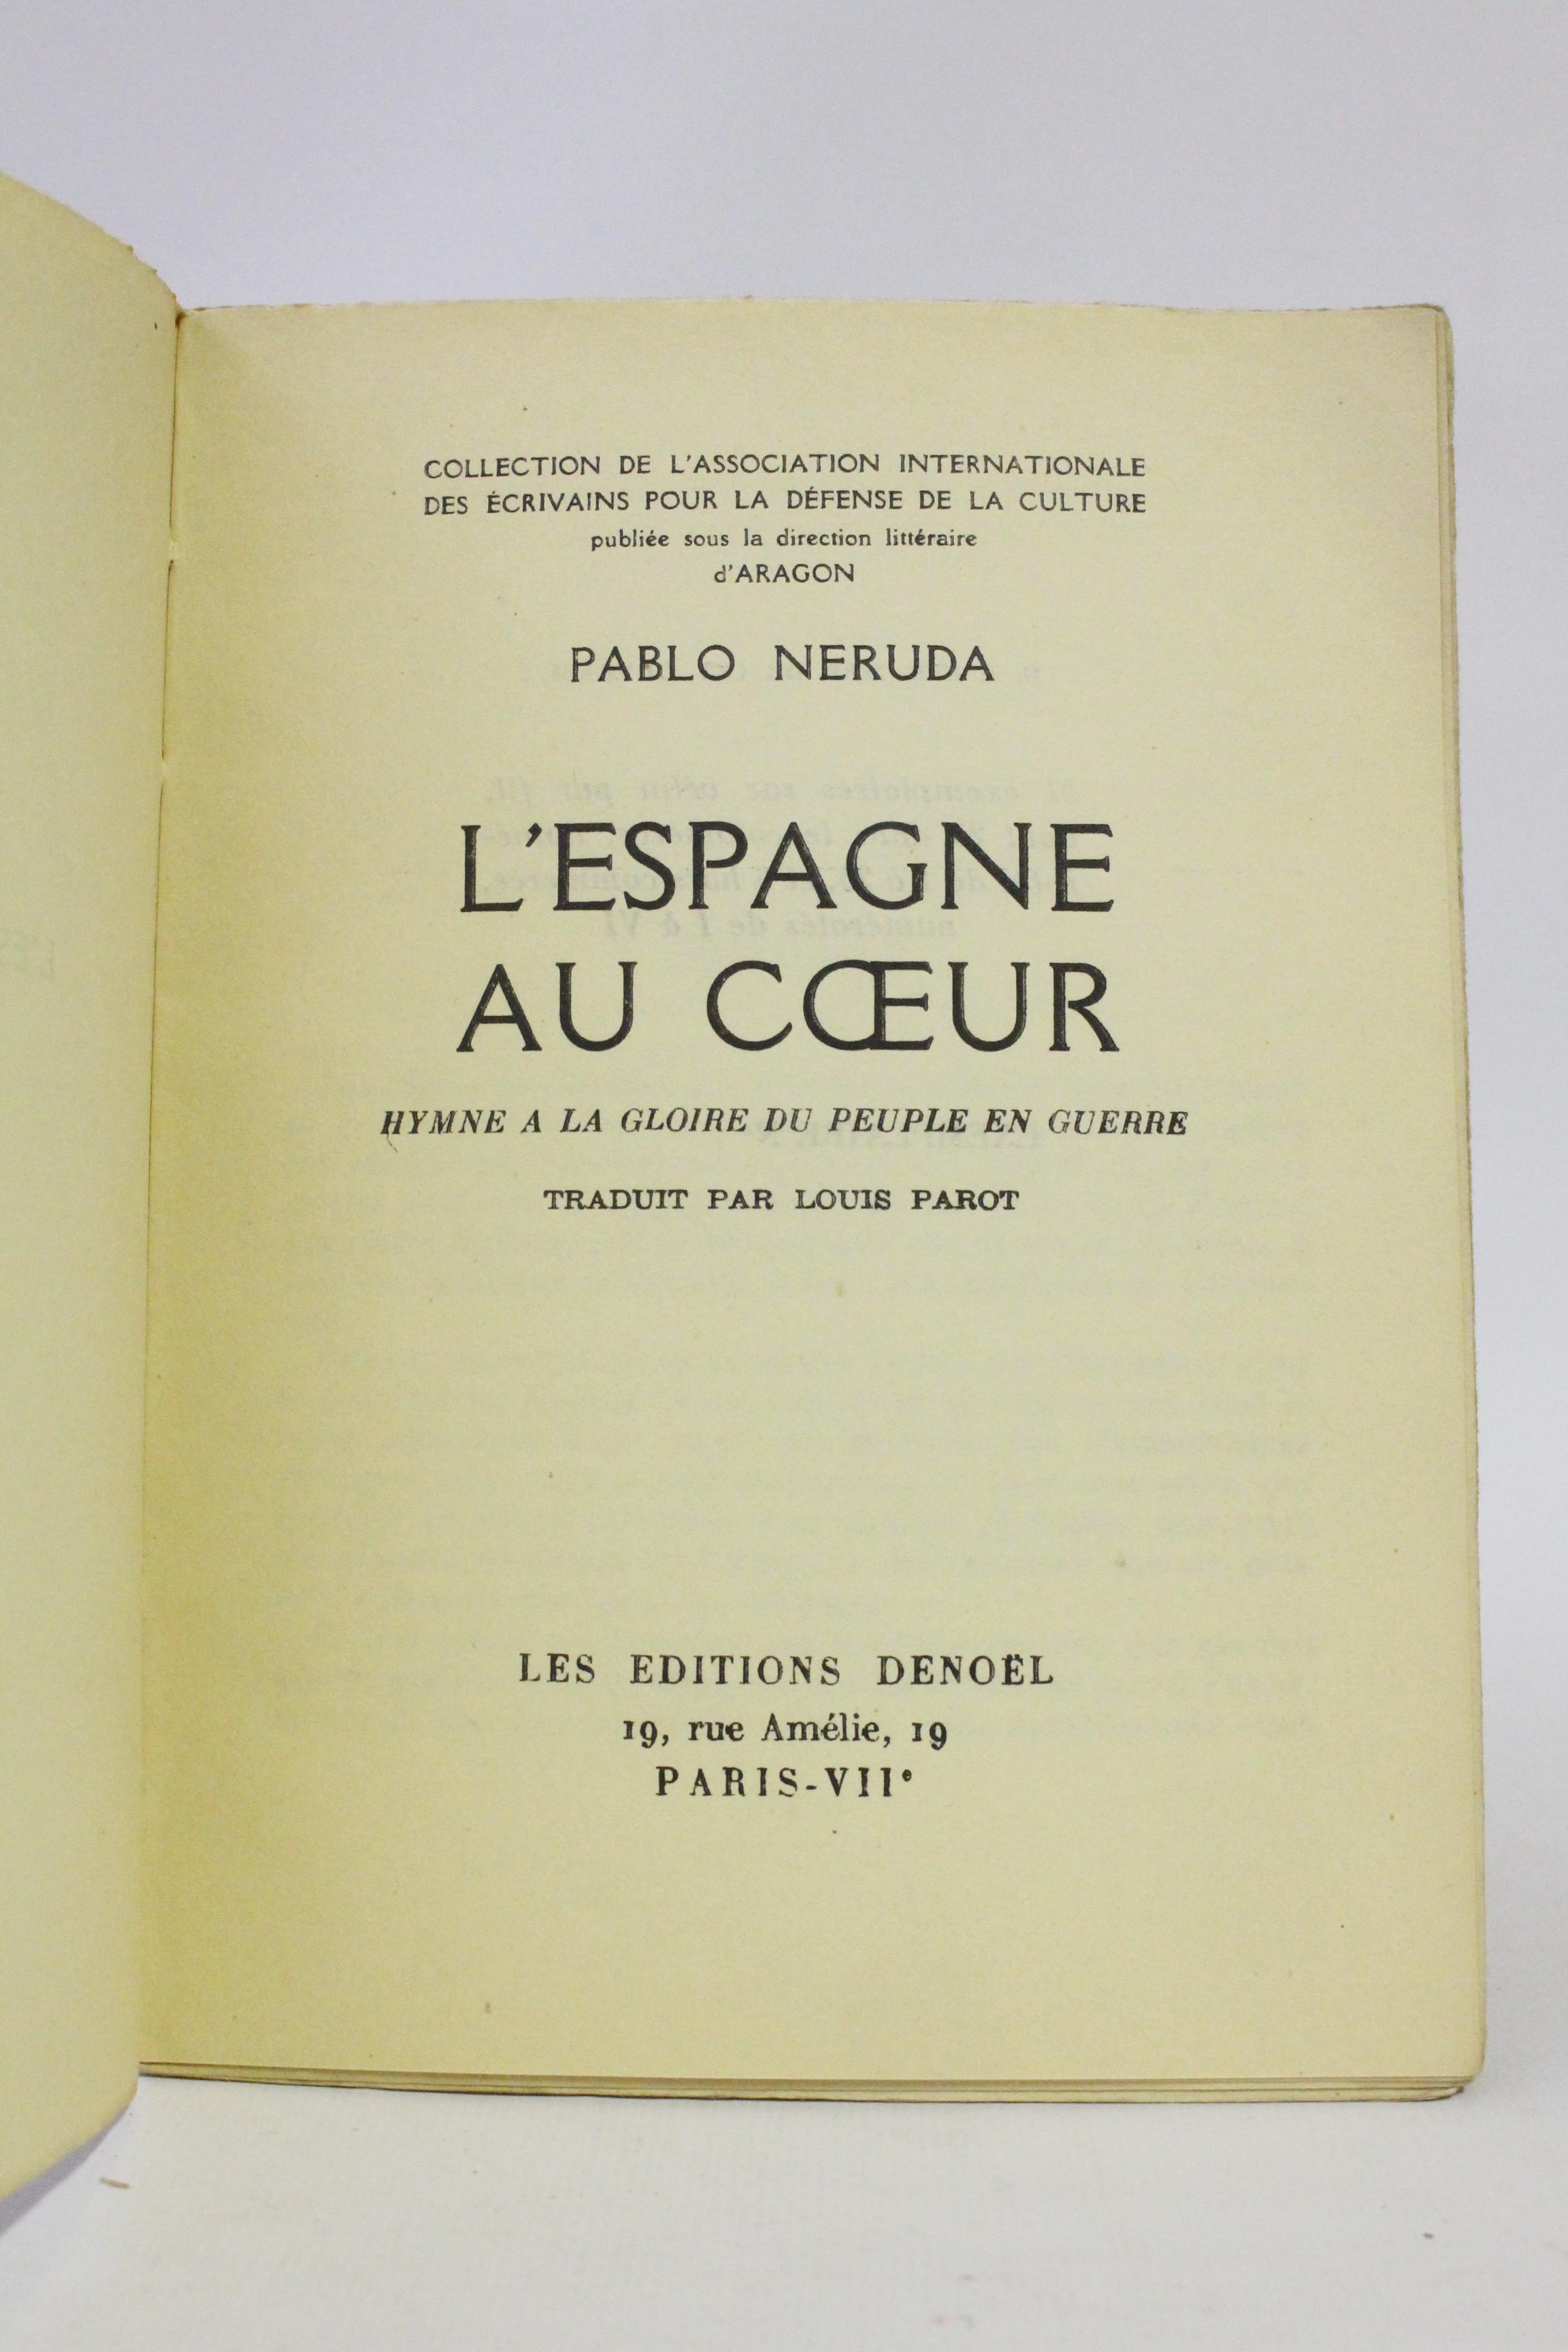 COLLECTION DE L'ASSOCIATION INTERNATIONALE
DES ÉCRIVAINS POUR LA DÉFENSE DE LA CULTURE
publiée sous la direction littéraire
d'ARAGON
PABLO NERUDA
L'ESPAGNE
AU CŒUR
HYMNE A LA GLOIRE DU PEUPLE EN GUERRE
TRADUIT PAR LOUIS PAROT
LES EDITIONS DENOËL
19, rue Amélie, 19
PARIS-VIIe